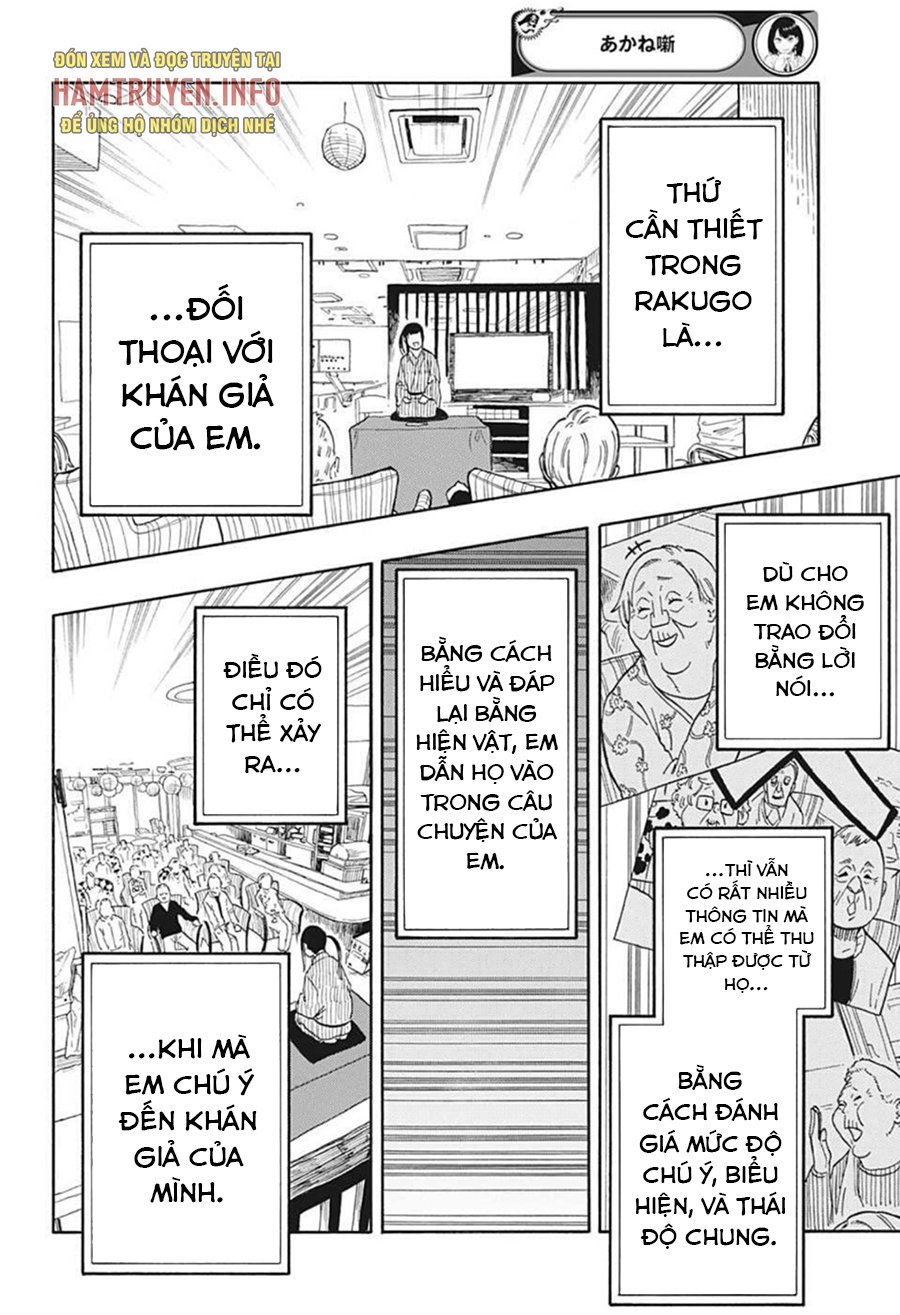 ĐÓN XEM VÀ ĐỌC TRUYỆN TẠI
HAMTRUYEN.INFO
ĐỂ ỦNG HỘ NHÓM DỊCH NHÉ
あかね噺
THỨ
CẦN THIẾT
TRONG
RAKUGO
LÀ...
...ĐỐI
THOẠI VỚI
KHÁN GIẢ
CỦA EM.
DÙ CHO
EM KHÔNG
TRAO ĐỔI
BẰNG LỜI
NÓI...
...THÌ VẪN
CÓ RẤT NHIỀU
THÔNG TIN MÀ
EM CÓ THỂ THU
THẬP ĐƯỢC TỪ
HỌ...
BẰNG
CÁCH ĐÁNH
GIÁ MỨC ĐỘ
CHÚ Ý, BIỂU
HIỆN, VÀ THÁI
ĐỘ CHUNG.
BẰNG CÁCH
HIỂU VÀ ĐÁP
LẠI BẰNG
HIỆN VẬT, EM
DẪN HỌ VÀO
TRONG CÂU
CHUYỆN CỦA
EM.
ĐIỀU ĐÓ
CHỈ CÓ
THỂ XẢY
RA...
...KHI MÀ
EM CHÚ Ý
ĐẾN KHÁN
GIẢ CỦA
MÌNH.